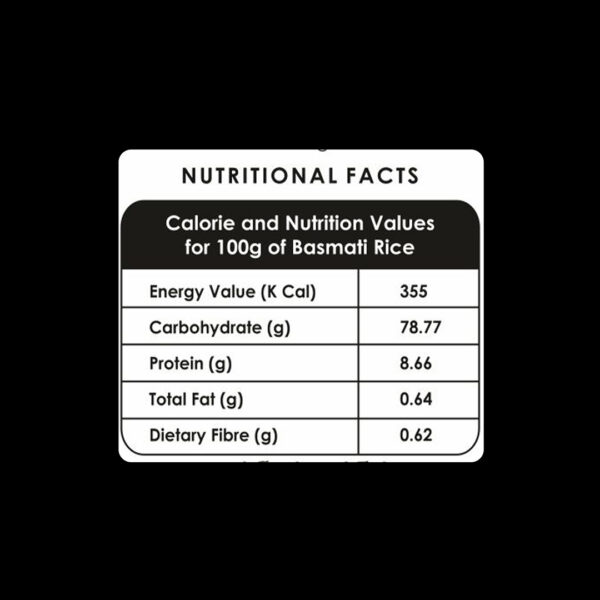 NUTRITIONAL FACTS
Calorie and Nutrition Values
for 100g of Basmati Rice
Energy Value (K Cal) 355
Carbohydrate (g) 78.77
Protein (g) 8.66
Total Fat (g) 0.64
Dietary Fibre (g) 0.62